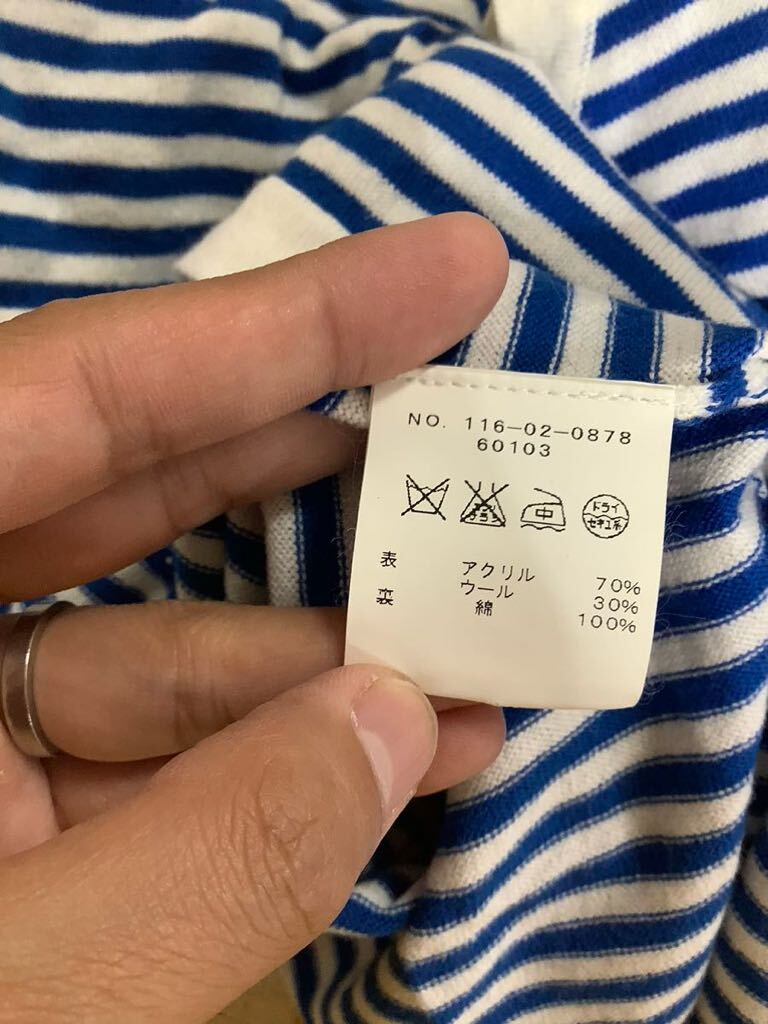 NO. 116-02-0878
60103
中 ドライ
セキユ系
表 アクリル 70%
ウール 30%
裏 綿 100%